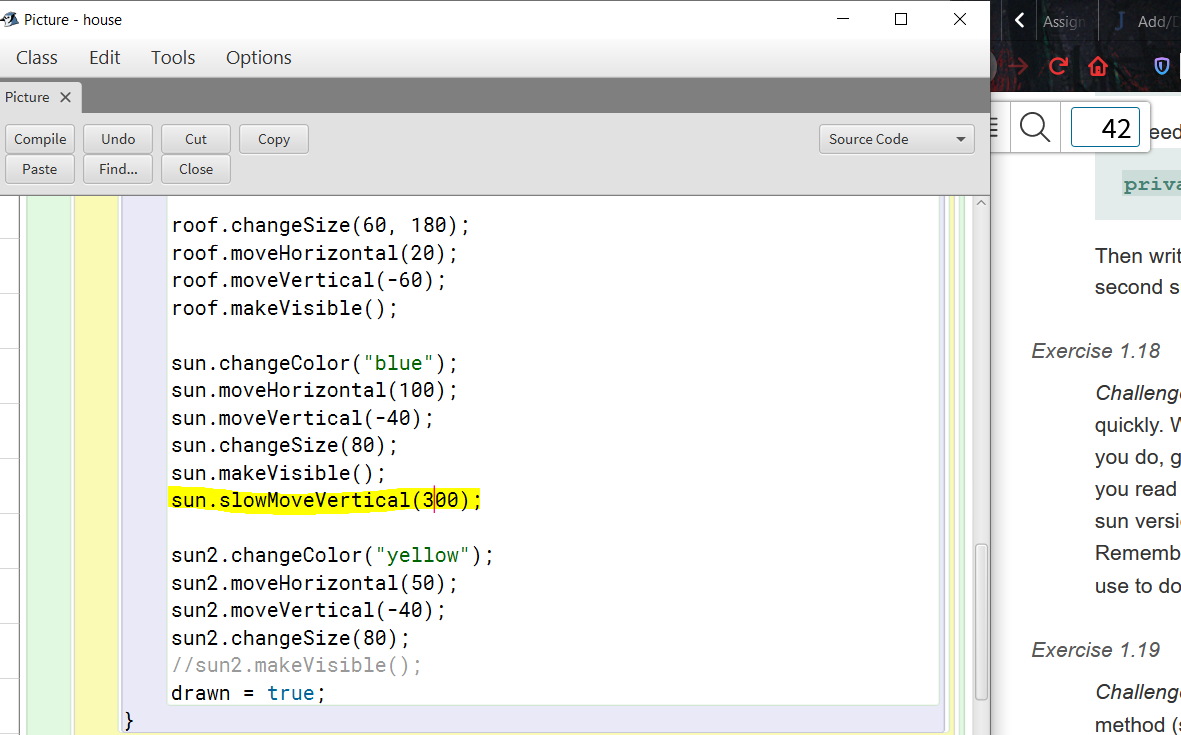 Picture - house
Class Edit Tools Options
Picture
Compile Undo Cut Copy
Paste Find... Close
Source Code
roof.changeSize(60, 180);
roof.moveHorizontal(20);
roof.moveVertical(-60);
roof.makeVisible();
sun.changeColor("blue");
sun.moveHorizontal(100);
sun.moveVertical(-40);
sun.changeSize(80);
sun.makeVisible();
sun.slowMoveVertical(300);
sun2.changeColor("yellow");
sun2.moveHorizontal(50);
sun2.moveVertical(-40);
sun2.changeSize(80);
//sun2.makeVisible();
drawn = true;
}
Assign
Add/D
42
eed
priva
Then writ
second s
Exercise 1.18
Challenge
quickly. W
you do, g
you read
sun versi
Rememb
use to do
Exercise 1.19
Challenge
method (s